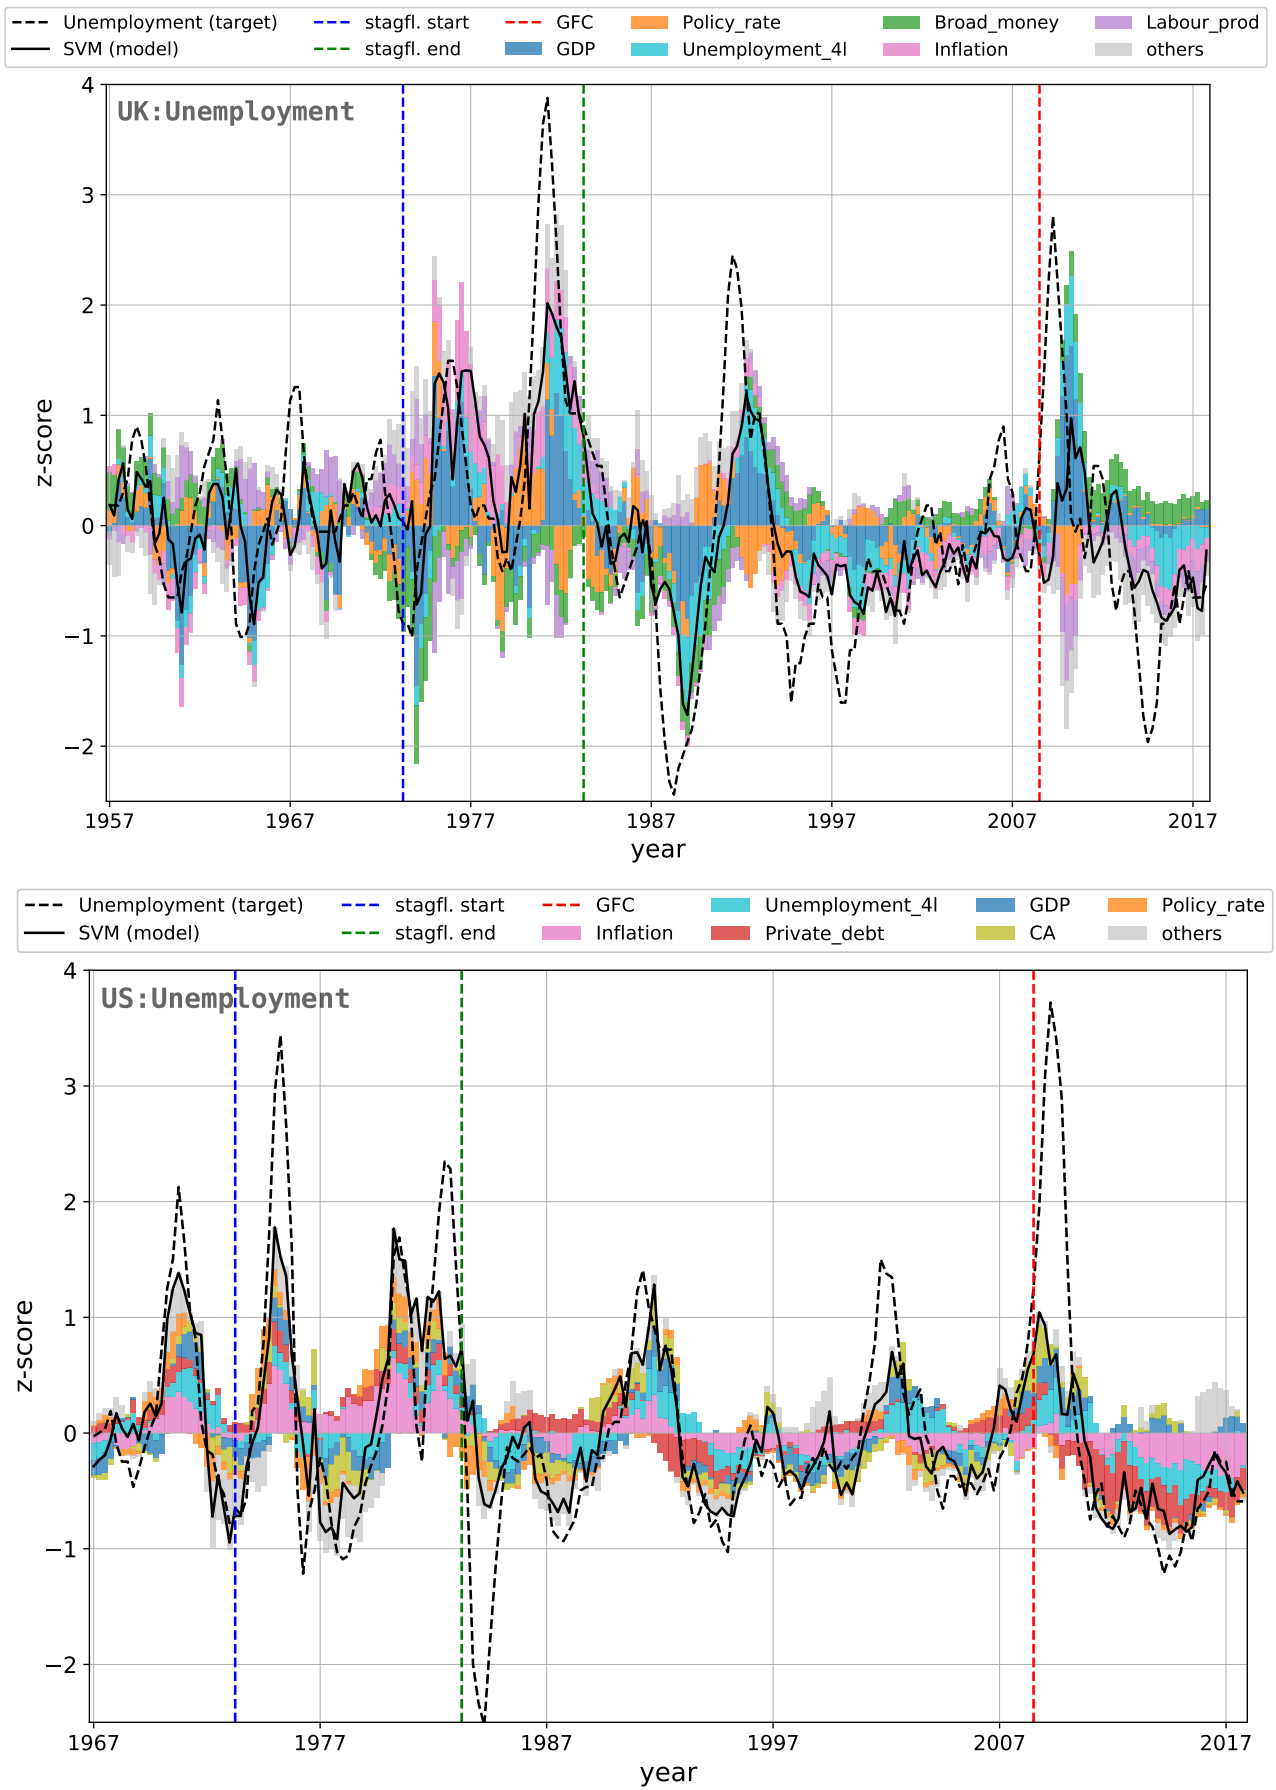 Unemployment (target) stagfl. start GFC Policy_rate Broad_money Labour_prod
SVM (model) stagfl. end GDP Unemployment_4l Inflation others
UK:Unemployment
4
3
2
1
0
−1
−2
z-score
1957 1967 1977 1987 1997 2007 2017
year
Unemployment (target) stagfl. start GFC Unemployment_4l GDP Policy_rate
SVM (model) stagfl. end Inflation Private_debt CA others
US:Unemployment
4
3
2
1
0
−1
−2
z-score
1967 1977 1987 1997 2007 2017
year